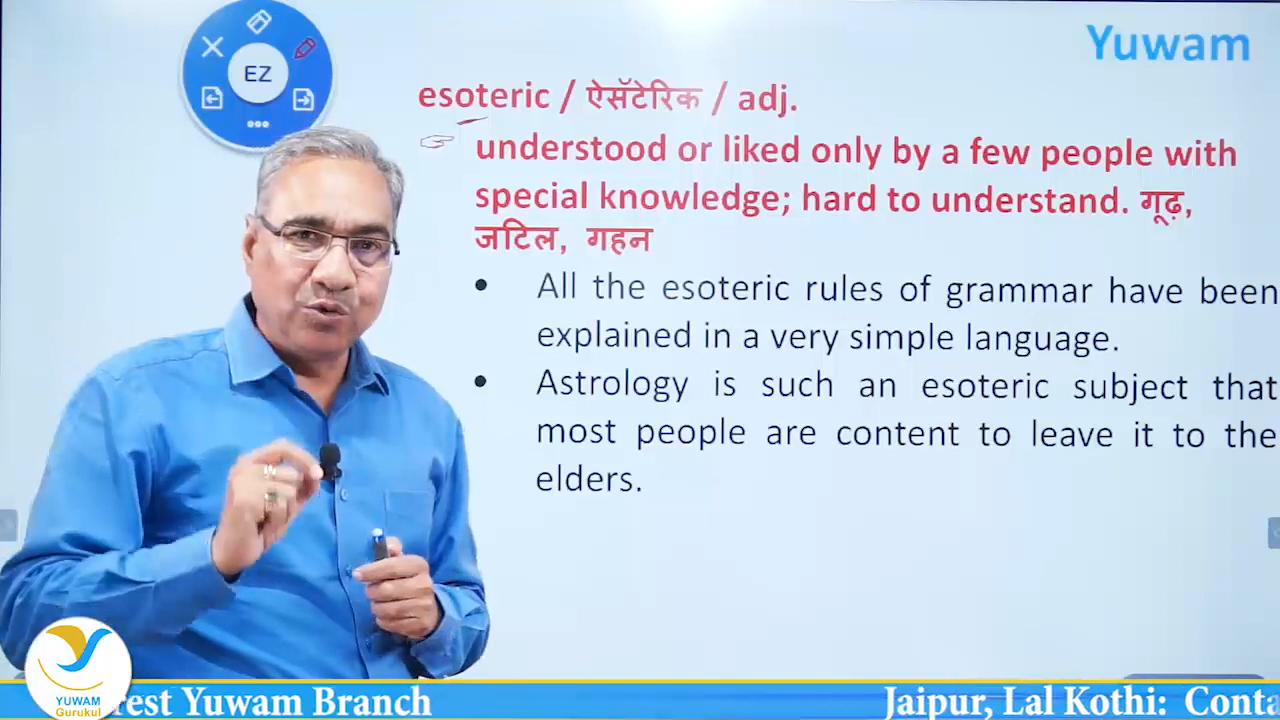 EZ
Yuwam
esoteric / ऐसॅटेरिक / adj.
understood or liked only by a few people with
special knowledge; hard to understand. गूढ़,
जटिल, गहन
All the esoteric rules of grammar have been
explained in a very simple language.
Astrology is such an esoteric subject that
most people are content to leave it to the
elders.
YUWAM
Gurukul
Yuwam Branch
Jaipur, Lal Kothi: